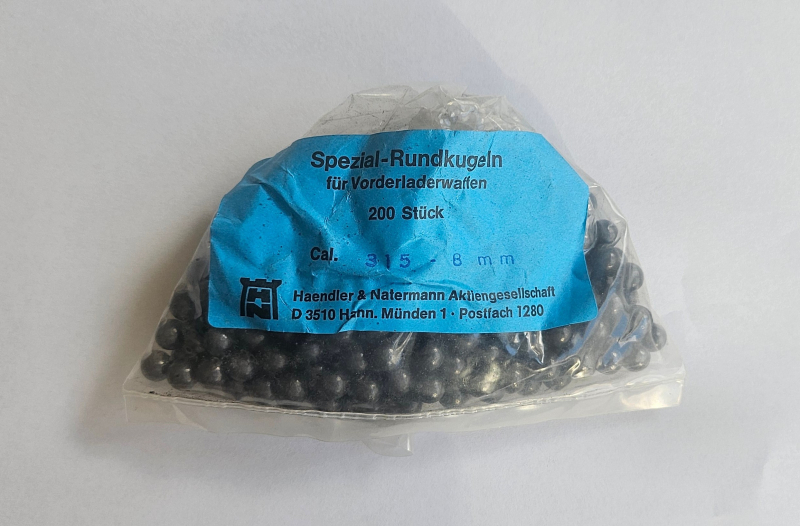 Spezial-Rundkugeln
für Vorderladerwaffen
200 Stück
Cal. 315 - 8 mm
HN
Haendler & Natermann Aktiengesellschaft
D 3510 Hann. Münden 1 · Postfach 1280